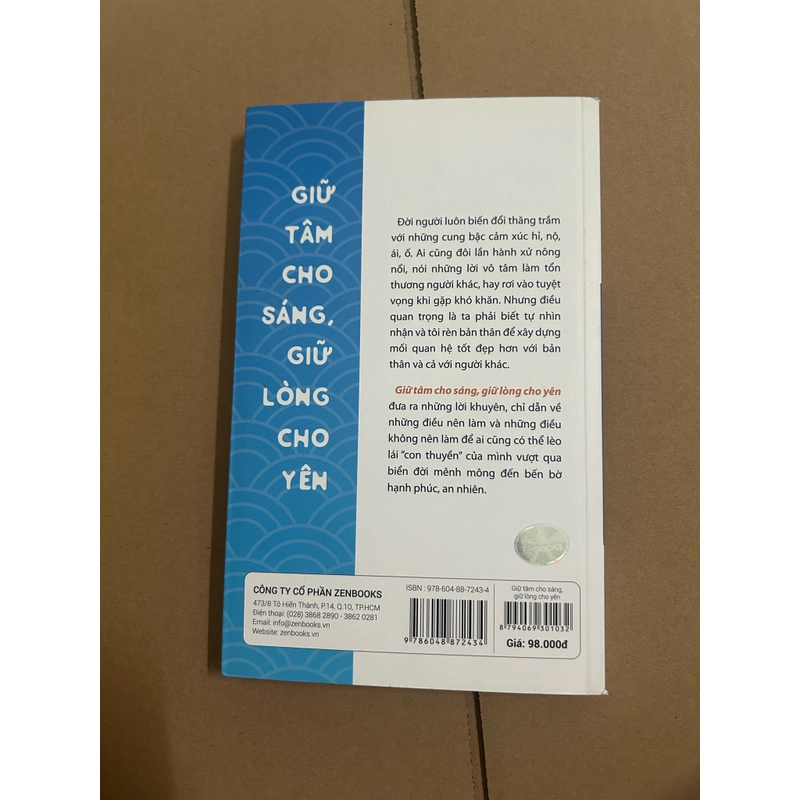 GIỮ
TÂM
CHO
SÁNG,
GIỮ
LÒNG
CHO
YÊN
Đời người luôn biến đổi thăng trầm
với những cung bậc cảm xúc hỉ, nộ,
ái, ố. Ai cũng đôi lần hành xử nông
nổi, nói những lời vô tâm làm tổn
thương người khác, hay rơi vào tuyệt
vọng khi gặp khó khăn. Nhưng điều
quan trọng là ta phải biết tự nhìn
nhận và tôi rèn bản thân để xây dựng
mối quan hệ tốt đẹp hơn với bản
thân và cả với người khác.
Giữ tâm cho sáng, giữ lòng cho yên
đưa ra những lời khuyên, chỉ dẫn về
những điều nên làm và những điều
không nên làm để ai cũng có thể lèo
lái “con thuyền” của mình vượt qua
biển đời mênh mông đến bến bờ
hạnh phúc, an nhiên.
CÔNG TY CỔ PHẦN ZENBOOKS
473/8 Tô Hiến Thành, P.14, Q.10, TP.HCM
Điện thoại: (028) 3868 2890 - 3862 0281
Email: info@zenbooks.vn
Website: zenbooks.vn
ISBN : 978-604-88-7243-4
9 786048 872434
Giữ tâm cho sáng,
giữ lòng cho yên
8 794069 301032
Giá: 98.000đ